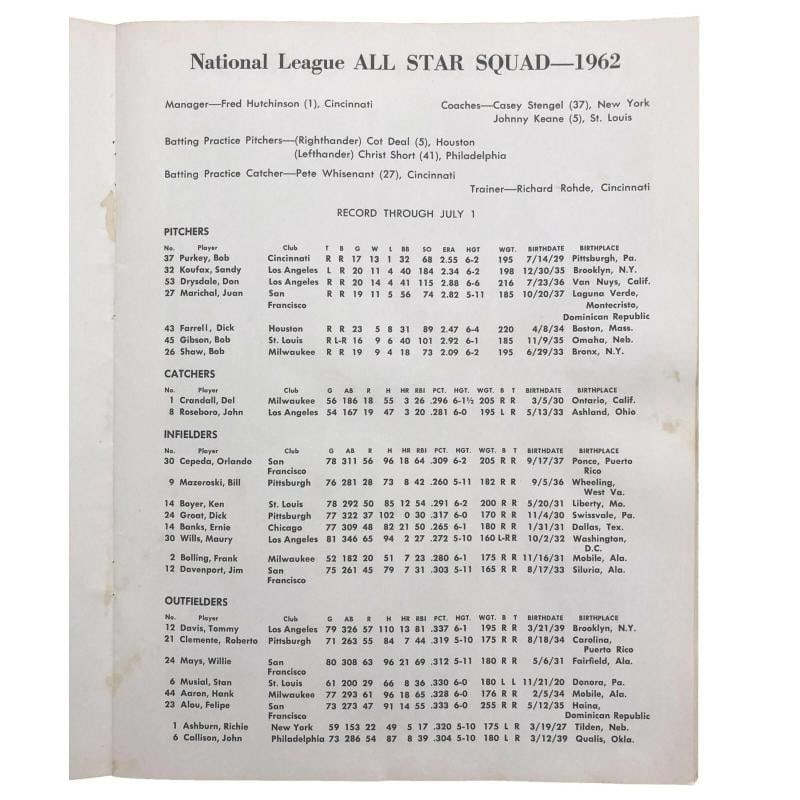 National League ALL STAR SQUAD—1962
Manager—Fred Hutchinson (1), Cincinnati Coaches—Casey Stengel (37), New York
Johnny Keane (5), St. Louis
Batting Practice Pitchers—(Righthander) Cot Deal (5), Houston
(Lefthander) Christ Short (41), Philadelphia
Batting Practice Catcher—Pete Whisenant (27), Cincinnati
Trainer—Richard Rohde, Cincinnati
RECORD THROUGH JULY 1
PITCHERS
No. Player Club T B G W L BB SO ERA HGT WGT. BIRTHDATE BIRTHPLACE
37 Purkey, Bob Cincinnati R R 17 13 1 32 68 2.55 6-2 195 7/14/29 Pittsburgh, Pa.
32 Koufax, Sandy Los Angeles L R 20 11 4 40 184 2.34 6-2 198 12/30/35 Brooklyn, N.Y.
53 Drysdale, Don Los Angeles R R 20 14 4 41 115 2.88 6-6 216 7/23/36 Van Nuys, Calif.
27 Marichal, Juan San R R 19 11 5 56 74 2.82 5-11 185 10/20/37 Laguna Verde,
Francisco Montecristo,
Dominican Republic
43 Farrell, Dick Houston R R 23 5 8 31 89 2.47 6-4 220 4/8/34 Boston, Mass.
45 Gibson, Bob St. Louis R L-R 16 9 6 40 101 2.92 6-1 185 11/9/35 Omaha, Neb.
26 Shaw, Bob Milwaukee R R 19 9 4 18 73 2.09 6-2 195 6/29/33 Bronx, N.Y.
CATCHERS
No. Player Club G AB R H HR RBI PCT. HGT. WGT. B T BIRTHDATE BIRTHPLACE
1 Crandall, Del Milwaukee 56 186 18 55 3 26 .296 6-1½ 205 R R 3/5/30 Ontario, Calif.
8 Roseboro, John Los Angeles 54 167 19 47 3 20 .281 6-0 195 L R 5/13/33 Ashland, Ohio
INFIELDERS
No. Player Club G AB R H HR RBI PCT. HGT. WGT. B T BIRTHDATE BIRTHPLACE
30 Cepeda, Orlando San 78 311 56 96 18 64 .309 6-2 205 R R 9/17/37 Ponce, Puerto
Francisco Rico
9 Mazeroski, Bill Pittsburgh 76 281 28 73 8 42 .260 5-11 182 R R 9/5/36 Wheeling,
West Va.
14 Boyer, Ken St. Louis 78 292 50 85 12 54 .291 6-2 200 R R 5/20/31 Liberty, Mo.
24 Groat, Dick Pittsburgh 77 322 37 102 0 30 .317 6-0 170 R R 11/4/30 Swissvale, Pa.
14 Banks, Ernie Chicago 77 309 48 82 21 50 .265 6-1 180 R R 1/31/31 Dallas, Tex.
30 Wills, Maury Los Angeles 81 346 65 94 2 27 .272 5-10 160 L-R R 10/2/32 Washington,
D.C.
2 Bolling, Frank Milwaukee 52 182 20 51 7 23 .280 6-1 175 R R 11/16/31 Mobile, Ala.
12 Davenport, Jim San 75 261 45 79 7 31 .303 5-11 165 R R 8/17/33 Siluria, Ala.
Francisco
OUTFIELDERS
No. Player Club G AB R H HR RBI PCT. HGT. WGT. B T BIRTHDATE BIRTHPLACE
12 Davis, Tommy Los Angeles 79 326 57 110 13 81 .337 6-1 195 R R 3/21/39 Brooklyn, N.Y.
21 Clemente, Roberto Pittsburgh 71 263 55 84 7 44 .319 5-10 175 R R 8/18/34 Carolina,
Puerto Rico
24 Mays, Willie San 80 308 63 96 21 69 .312 5-11 180 R R 5/6/31 Fairfield, Ala.
Francisco
6 Musial, Stan St. Louis 61 200 29 66 8 36 .330 6-0 180 L L 11/21/20 Donora, Pa.
44 Aaron, Hank Milwaukee 77 293 61 96 18 65 .328 6-0 176 R R 2/5/34 Mobile, Ala.
23 Alou, Felipe San 73 273 47 91 14 55 .333 6-0 255 R R 5/12/35 Haina,
Francisco Dominican Republic
1 Ashburn, Richie New York 59 153 22 49 5 17 .320 5-10 175 L R 3/19/27 Tilden, Neb.
6 Callison, John Philadelphia 73 286 54 87 8 39 .304 5-10 180 L R 3/12/39 Qualis, Okla.